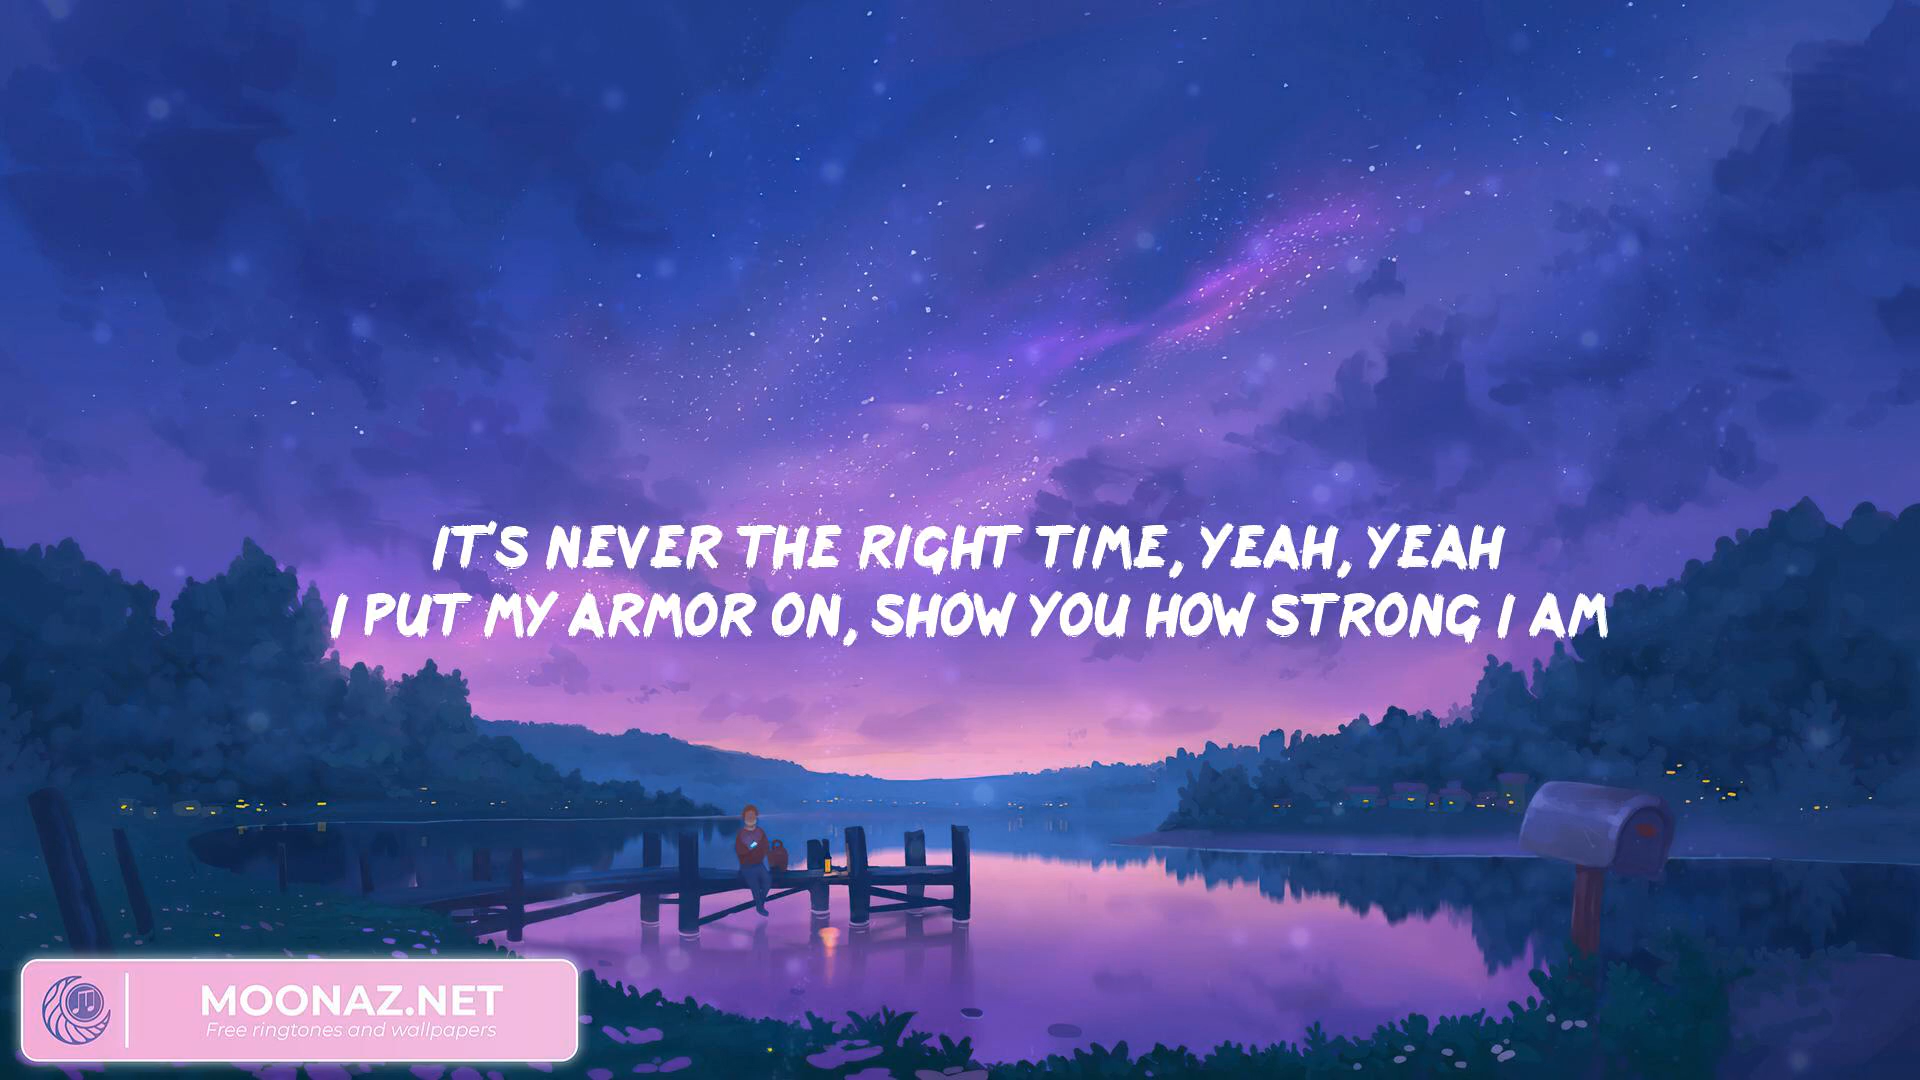 IT'S NEVER THE RIGHT TIME, YEAH, YEAH
I PUT MY ARMOR ON, SHOW YOU HOW STRONG I AM
MOONAZ.NET
Free ringtones and wallpapers